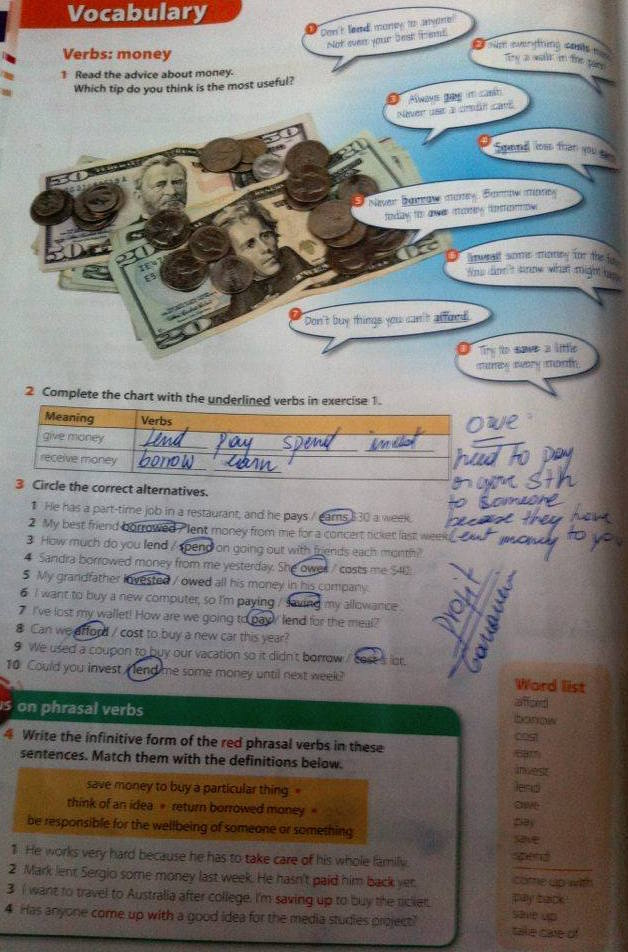 Vocabulary
Verbs: money
1 Read the advice about money.
Which tip do you think is the most useful?
1 Don't lend money to anyone!
Not even your best friend.
2 Not everything costs
Try a walk in the park
3 Always pay in cash.
Never use a credit card.
4 Spend less than you earn
5 Never borrow money. Borrow money
today to owe money tomorrow.
6 Invest some money for the
You don't know what might
7 Don't buy things you can't afford.
8 Try to save a little
money every month.
2 Complete the chart with the underlined verbs in exercise 1.
Meaning Verbs
give money lend pay spend invest
receive money borrow earn
owe:
need to pay
or give sth
to someone
because they have
lent money to you
profit
3 Circle the correct alternatives.
1 He has a part-time job in a restaurant, and he pays / earns $30 a week.
2 My best friend borrowed / lent money from me for a concert ticket last week.
3 How much do you lend / spend on going out with friends each month?
4 Sandra borrowed money from me yesterday. She owes / costs me $40.
5 My grandfather invested / owed all his money in his company.
6 I want to buy a new computer, so I'm paying / saving my allowance.
7 I've lost my wallet! How are we going to pay / lend for the meal?
8 Can we afford / cost to buy a new car this year?
9 We used a coupon to buy our vacation so it didn't borrow / cost a lot.
10 Could you invest / lend me some money until next week?
us on phrasal verbs
4 Write the infinitive form of the red phrasal verbs in these
sentences. Match them with the definitions below.
save money to buy a particular thing •
think of an idea • return borrowed money •
be responsible for the wellbeing of someone or something
1 He works very hard because he has to take care of his whole family.
2 Mark lent Sergio some money last week. He hasn't paid him back yet.
3 I want to travel to Australia after college. I'm saving up to buy the ticket.
4 Has anyone come up with a good idea for the media studies project?
Word list
afford
borrow
cost
earn
invest
lend
owe
pay
save
spend
come up with
pay back
save up
take care of